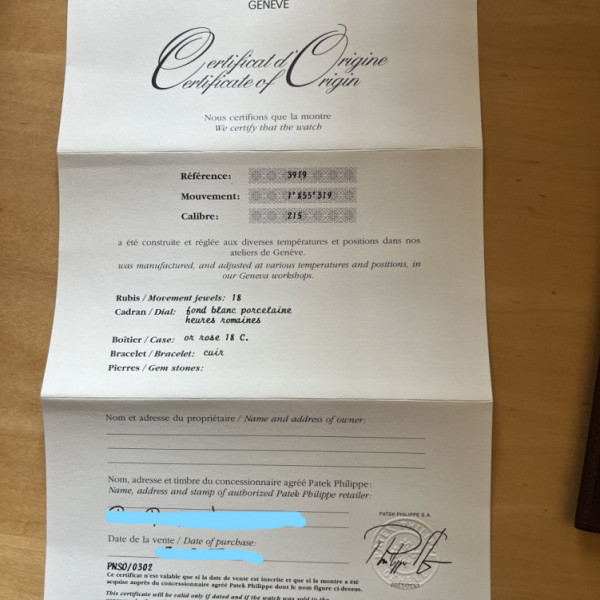 GENÈVE
Certificat d'Origine
Certificate of Origin
Nous certifions que la montre
We certify that the watch
Référence: 3919
Mouvement: 1'855'319
Calibre: 215
a été construite et réglée aux diverses températures et positions dans nos
ateliers de Genève.
was manufactured, and adjusted at various temperatures and positions, in
our Geneva workshops.
Rubis / Movement jewels: 18
Cadran / Dial: fond blanc porcelaine
heures romaines
Boîtier / Case: or rose 18 C.
Bracelet / Bracelet: cuir
Pierres / Gem stones:
Nom et adresse du propriétaire / Name and address of owner:
Nom, adresse et timbre du concessionnaire agréé Patek Philippe:
Name, address and stamp of authorized Patek Philippe retailer:
PATEK PHILIPPE S.A.
Date de la vente / Date of purchase:
PRÉSIDENT
PNSO/0302
Ce certificat n'est valable que si la date de vente est inscrite et si la montre a été
acquise auprès du concessionnaire agréé Patek Philippe dont le nom figure ci-dessus.
This certificate will be valid only if dated and if the watch was sold to the